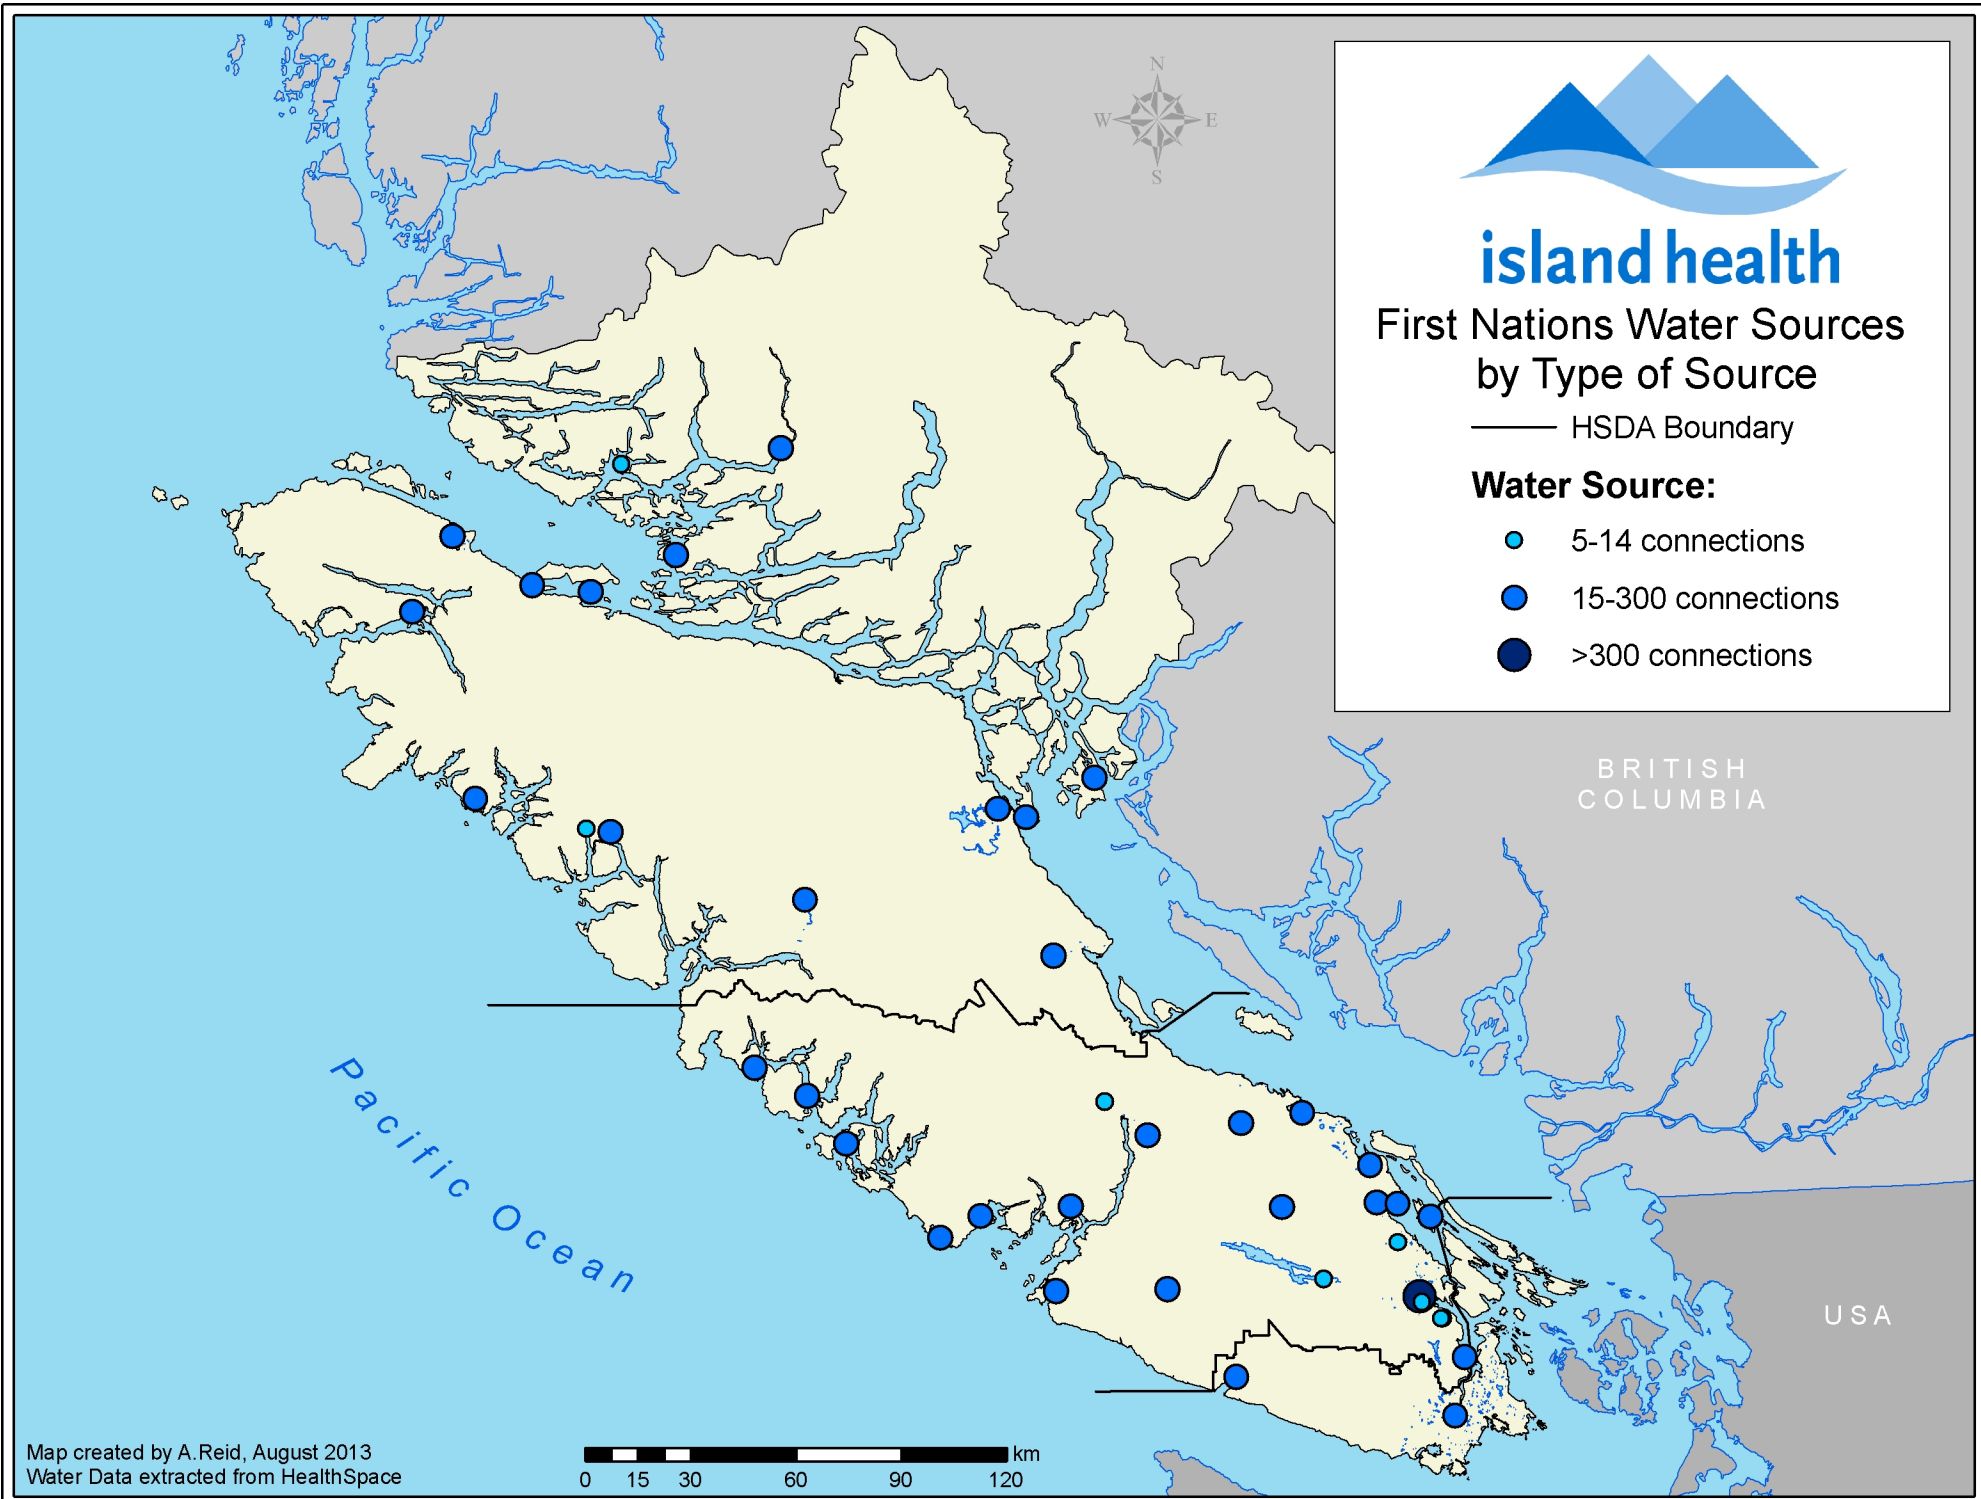 N
W E
S
island health
First Nations Water Sources
by Type of Source
HSDA Boundary
Water Source:
5-14 connections
15-300 connections
>300 connections
BRITISH
COLUMBIA
Pacific Ocean
USA
Map created by A.Reid, August 2013
Water Data extracted from HealthSpace
km
0 15 30 60 90 120